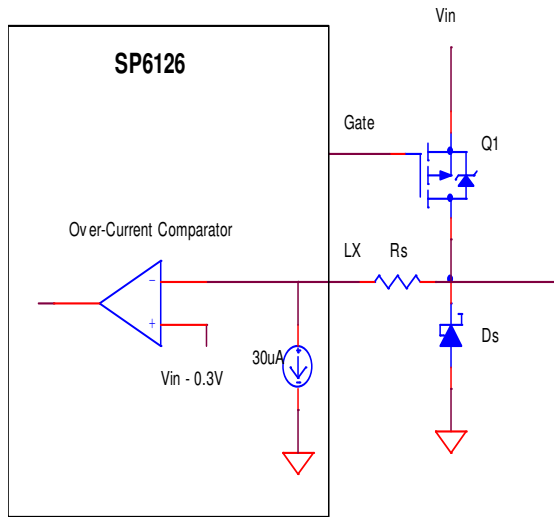 Vin
SP6126
Gate
Q1
Over-Current Comparator
LX
Rs
-
+
30uA
Ds
Vin - 0.3V